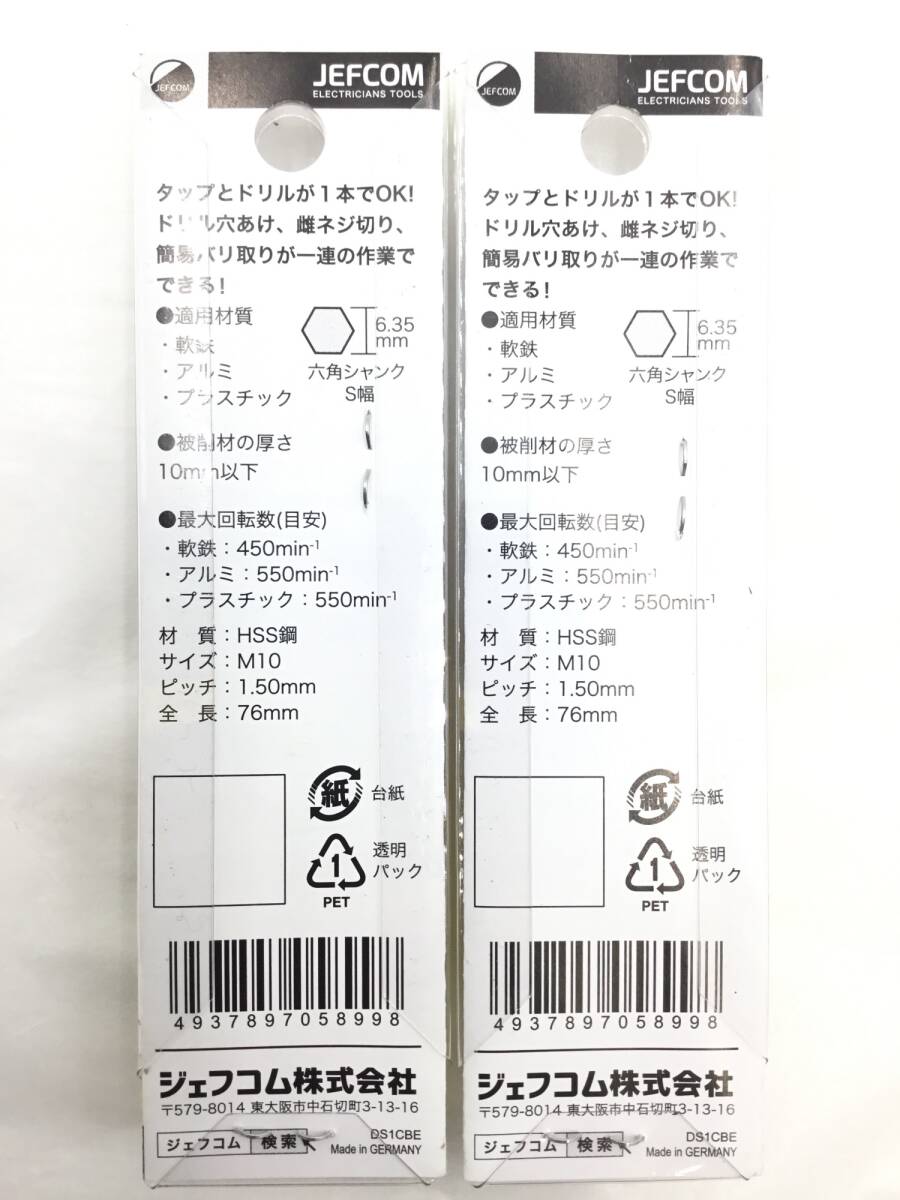 JEFCOM
JEFCOM
ELECTRICIANS TOOLS
タップとドリルが1本でOK!
ドリル穴あけ、雌ネジ切り、
簡易バリ取りが一連の作業で
できる!
●適用材質
・軟鉄
・アルミ
・プラスチック
6.35
mm
六角シャンク
S幅
●被削材の厚さ
10mm以下
●最大回転数(目安)
・軟鉄：450min⁻¹
・アルミ：550min⁻¹
・プラスチック：550min⁻¹
材 質：HSS鋼
サイズ：M10
ピッチ：1.50mm
全 長：76mm
紙
台紙
1
PET
透明
パック
4937897058998
ジェフコム株式会社
〒579-8014 東大阪市中石切町3-13-16
ジェフコム 検索
DS1CBE
Made in GERMANY
JEFCOM
JEFCOM
ELECTRICIANS TOOLS
タップとドリルが1本でOK!
ドリル穴あけ、雌ネジ切り、
簡易バリ取りが一連の作業で
できる!
●適用材質
・軟鉄
・アルミ
・プラスチック
6.35
mm
六角シャンク
S幅
●被削材の厚さ
10mm以下
●最大回転数(目安)
・軟鉄：450min⁻¹
・アルミ：550min⁻¹
・プラスチック：550min⁻¹
材 質：HSS鋼
サイズ：M10
ピッチ：1.50mm
全 長：76mm
紙
台紙
1
PET
透明
パック
4937897058998
ジェフコム株式会社
〒579-8014 東大阪市中石切町3-13-16
ジェフコム 検索
DS1CBE
Made in GERMANY